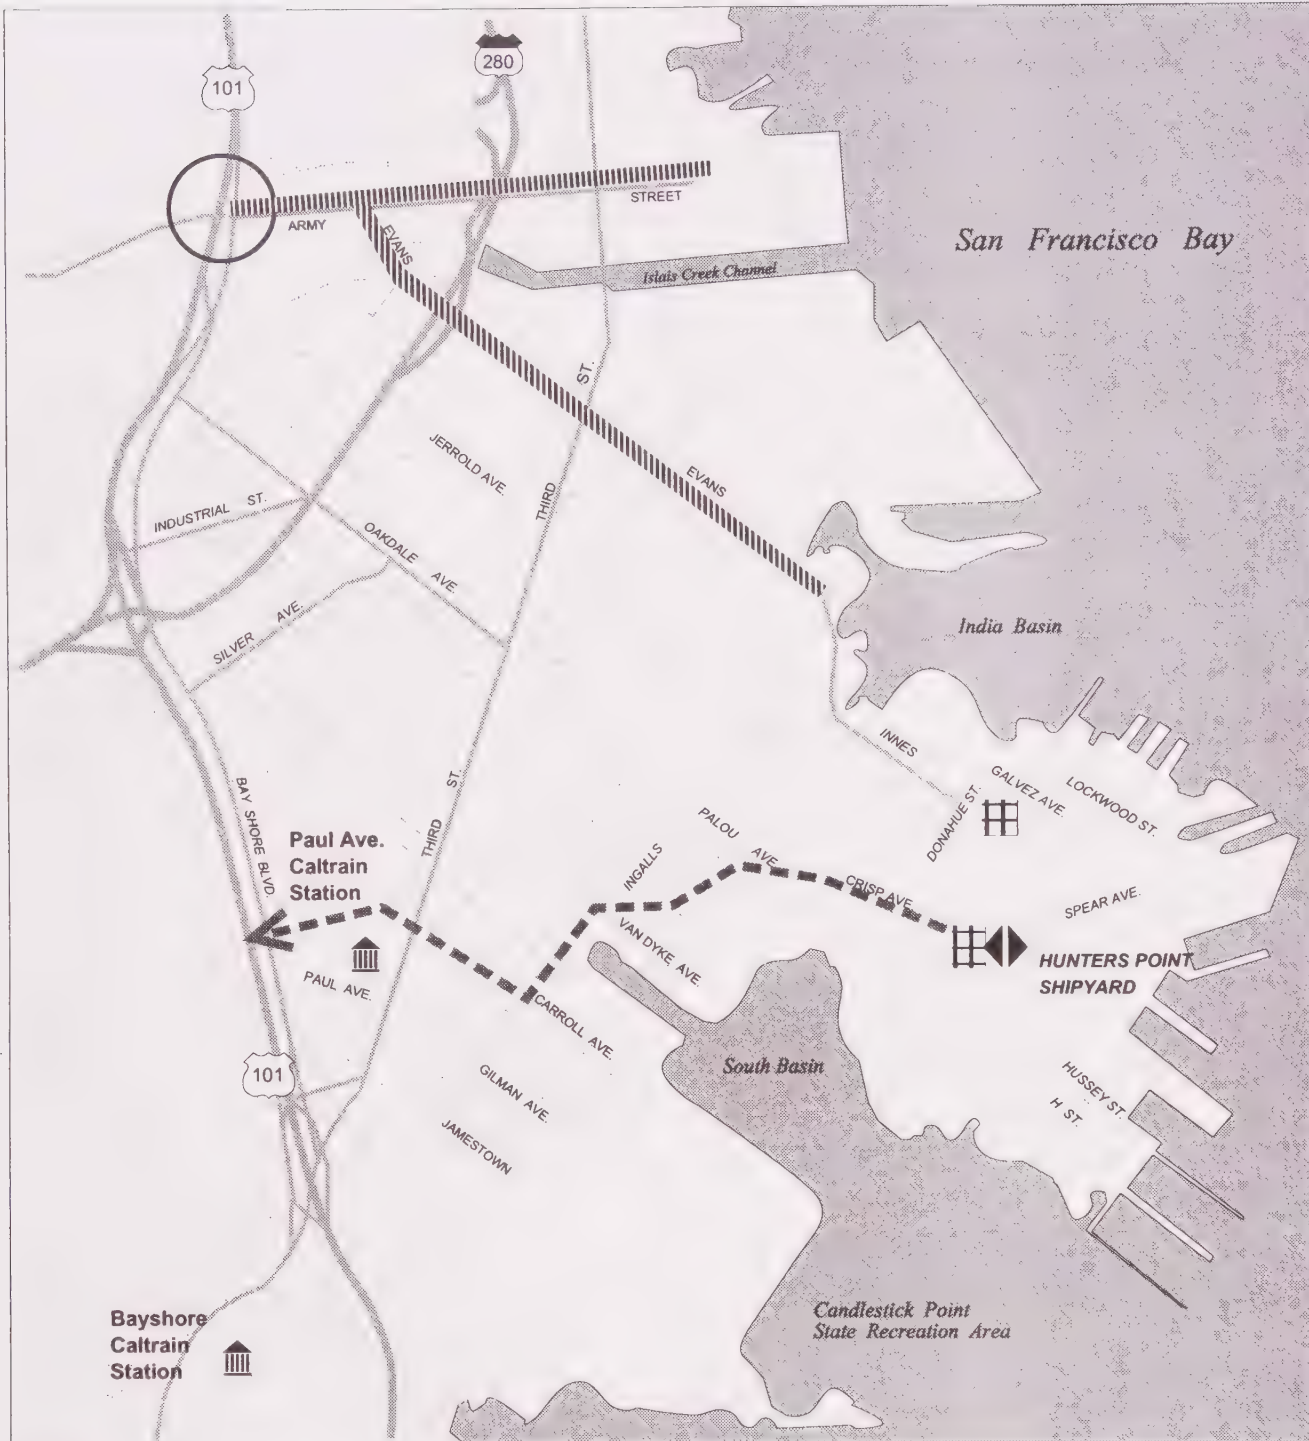 101
280
STREET
ARMY
EVANS
San Francisco Bay
Islais Creek Channel
ST.
JERROLD AVE.
EVANS
THIRD
INDUSTRIAL ST.
OAKDALE AVE.
SILVER AVE.
India Basin
INNES
GALVEZ AVE.
LOCKWOOD ST.
DONAHUE ST.
BAY SHORE BLVD.
THIRD ST.
PALOU AVE.
INGALLS
Paul Ave.
Caltrain
Station
CRISP AVE.
SPEAR AVE.
VAN DYKE AVE.
HUNTERS POINT
SHIPYARD
PAUL AVE.
CARROLL AVE.
101
South Basin
GILMAN AVE.
HUSSEY ST.
H ST.
JAMESTOWN
Candlestick Point
State Recreation Area
Bayshore
Caltrain
Station